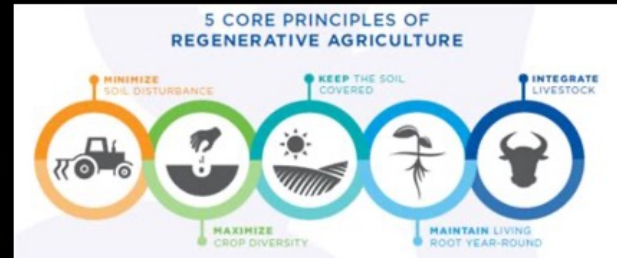 5 CORE PRINCIPLES OF
REGENERATIVE AGRICULTURE
MINIMIZE
SOIL DISTURBANCE
MAXIMIZE
CROP DIVERSITY
KEEP THE SOIL
COVERED
MAINTAIN LIVING
ROOT YEAR-ROUND
INTEGRATE
LIVESTOCK